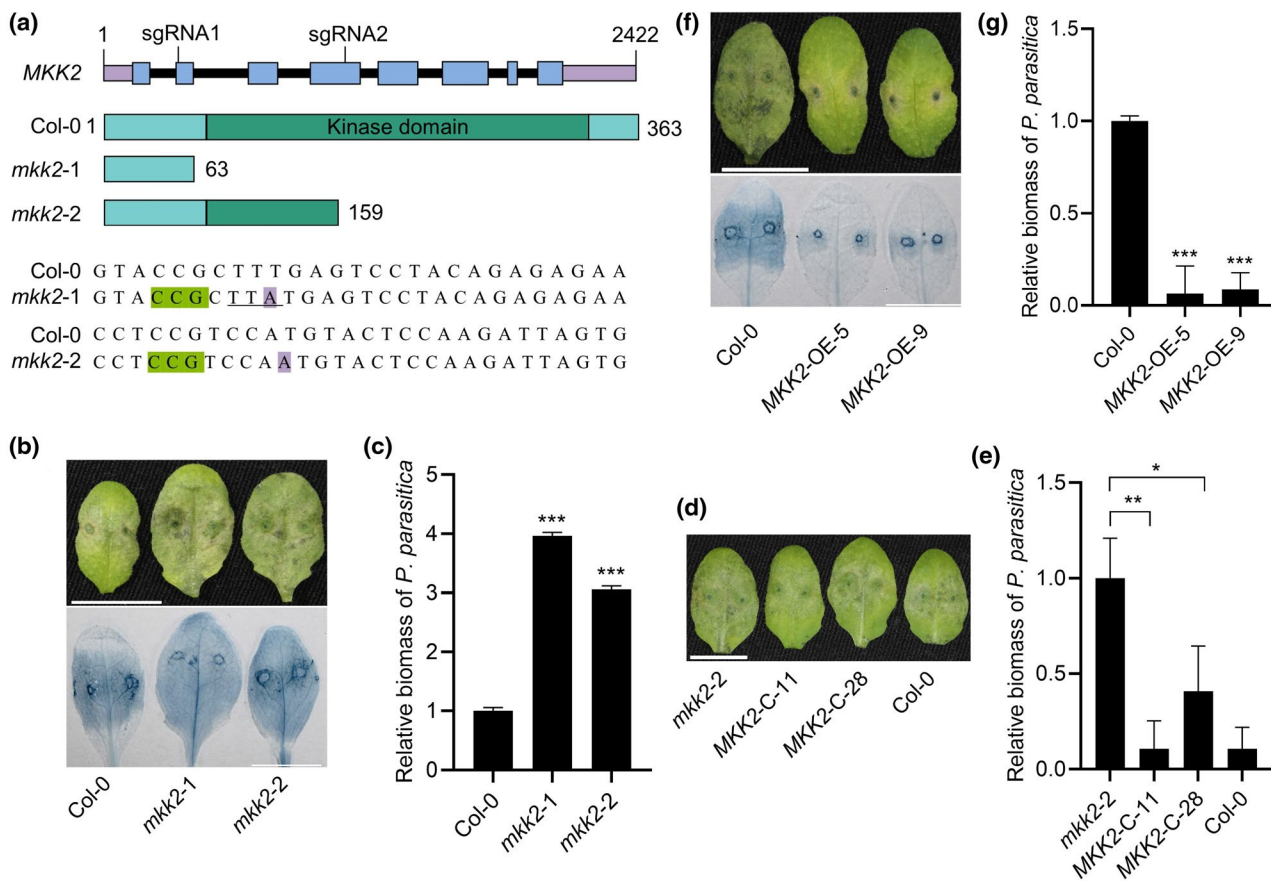 (a)
1 sgRNA1 sgRNA2 2422
MKK2
Col-0 1 Kinase domain 363
mkk2-1 63
mkk2-2 159
Col-0 G T A C C G C T T T G A G T C C T A C A G A G A G A A
mkk2-1 G T A C C G C T T A T G A G T C C T A C A G A G A G A A
Col-0 C C T C C G T C C A T G T A C T C C A A G A T T A G T G
mkk2-2 C C T C C G T C C A A T G T A C T C C A A G A T T A G T G
(b)
Col-0 mkk2-1 mkk2-2
(c)
Relative biomass of P. parasitica
5
4
3
2
1
0
*** ***
Col-0 mkk2-1 mkk2-2
(d)
mkk2-2 MKK2-C-11 MKK2-C-28 Col-0
(e)
Relative biomass of P. parasitica
1.5
1.0
0.5
0.0
*
**
mkk2-2 MKK2-C-11 MKK2-C-28 Col-0
(f)
Col-0 MKK2-OE-5 MKK2-OE-9
(g)
Relative biomass of P. parasitica
1.5
1.0
0.5
0.0
*** ***
Col-0 MKK2-OE-5 MKK2-OE-9